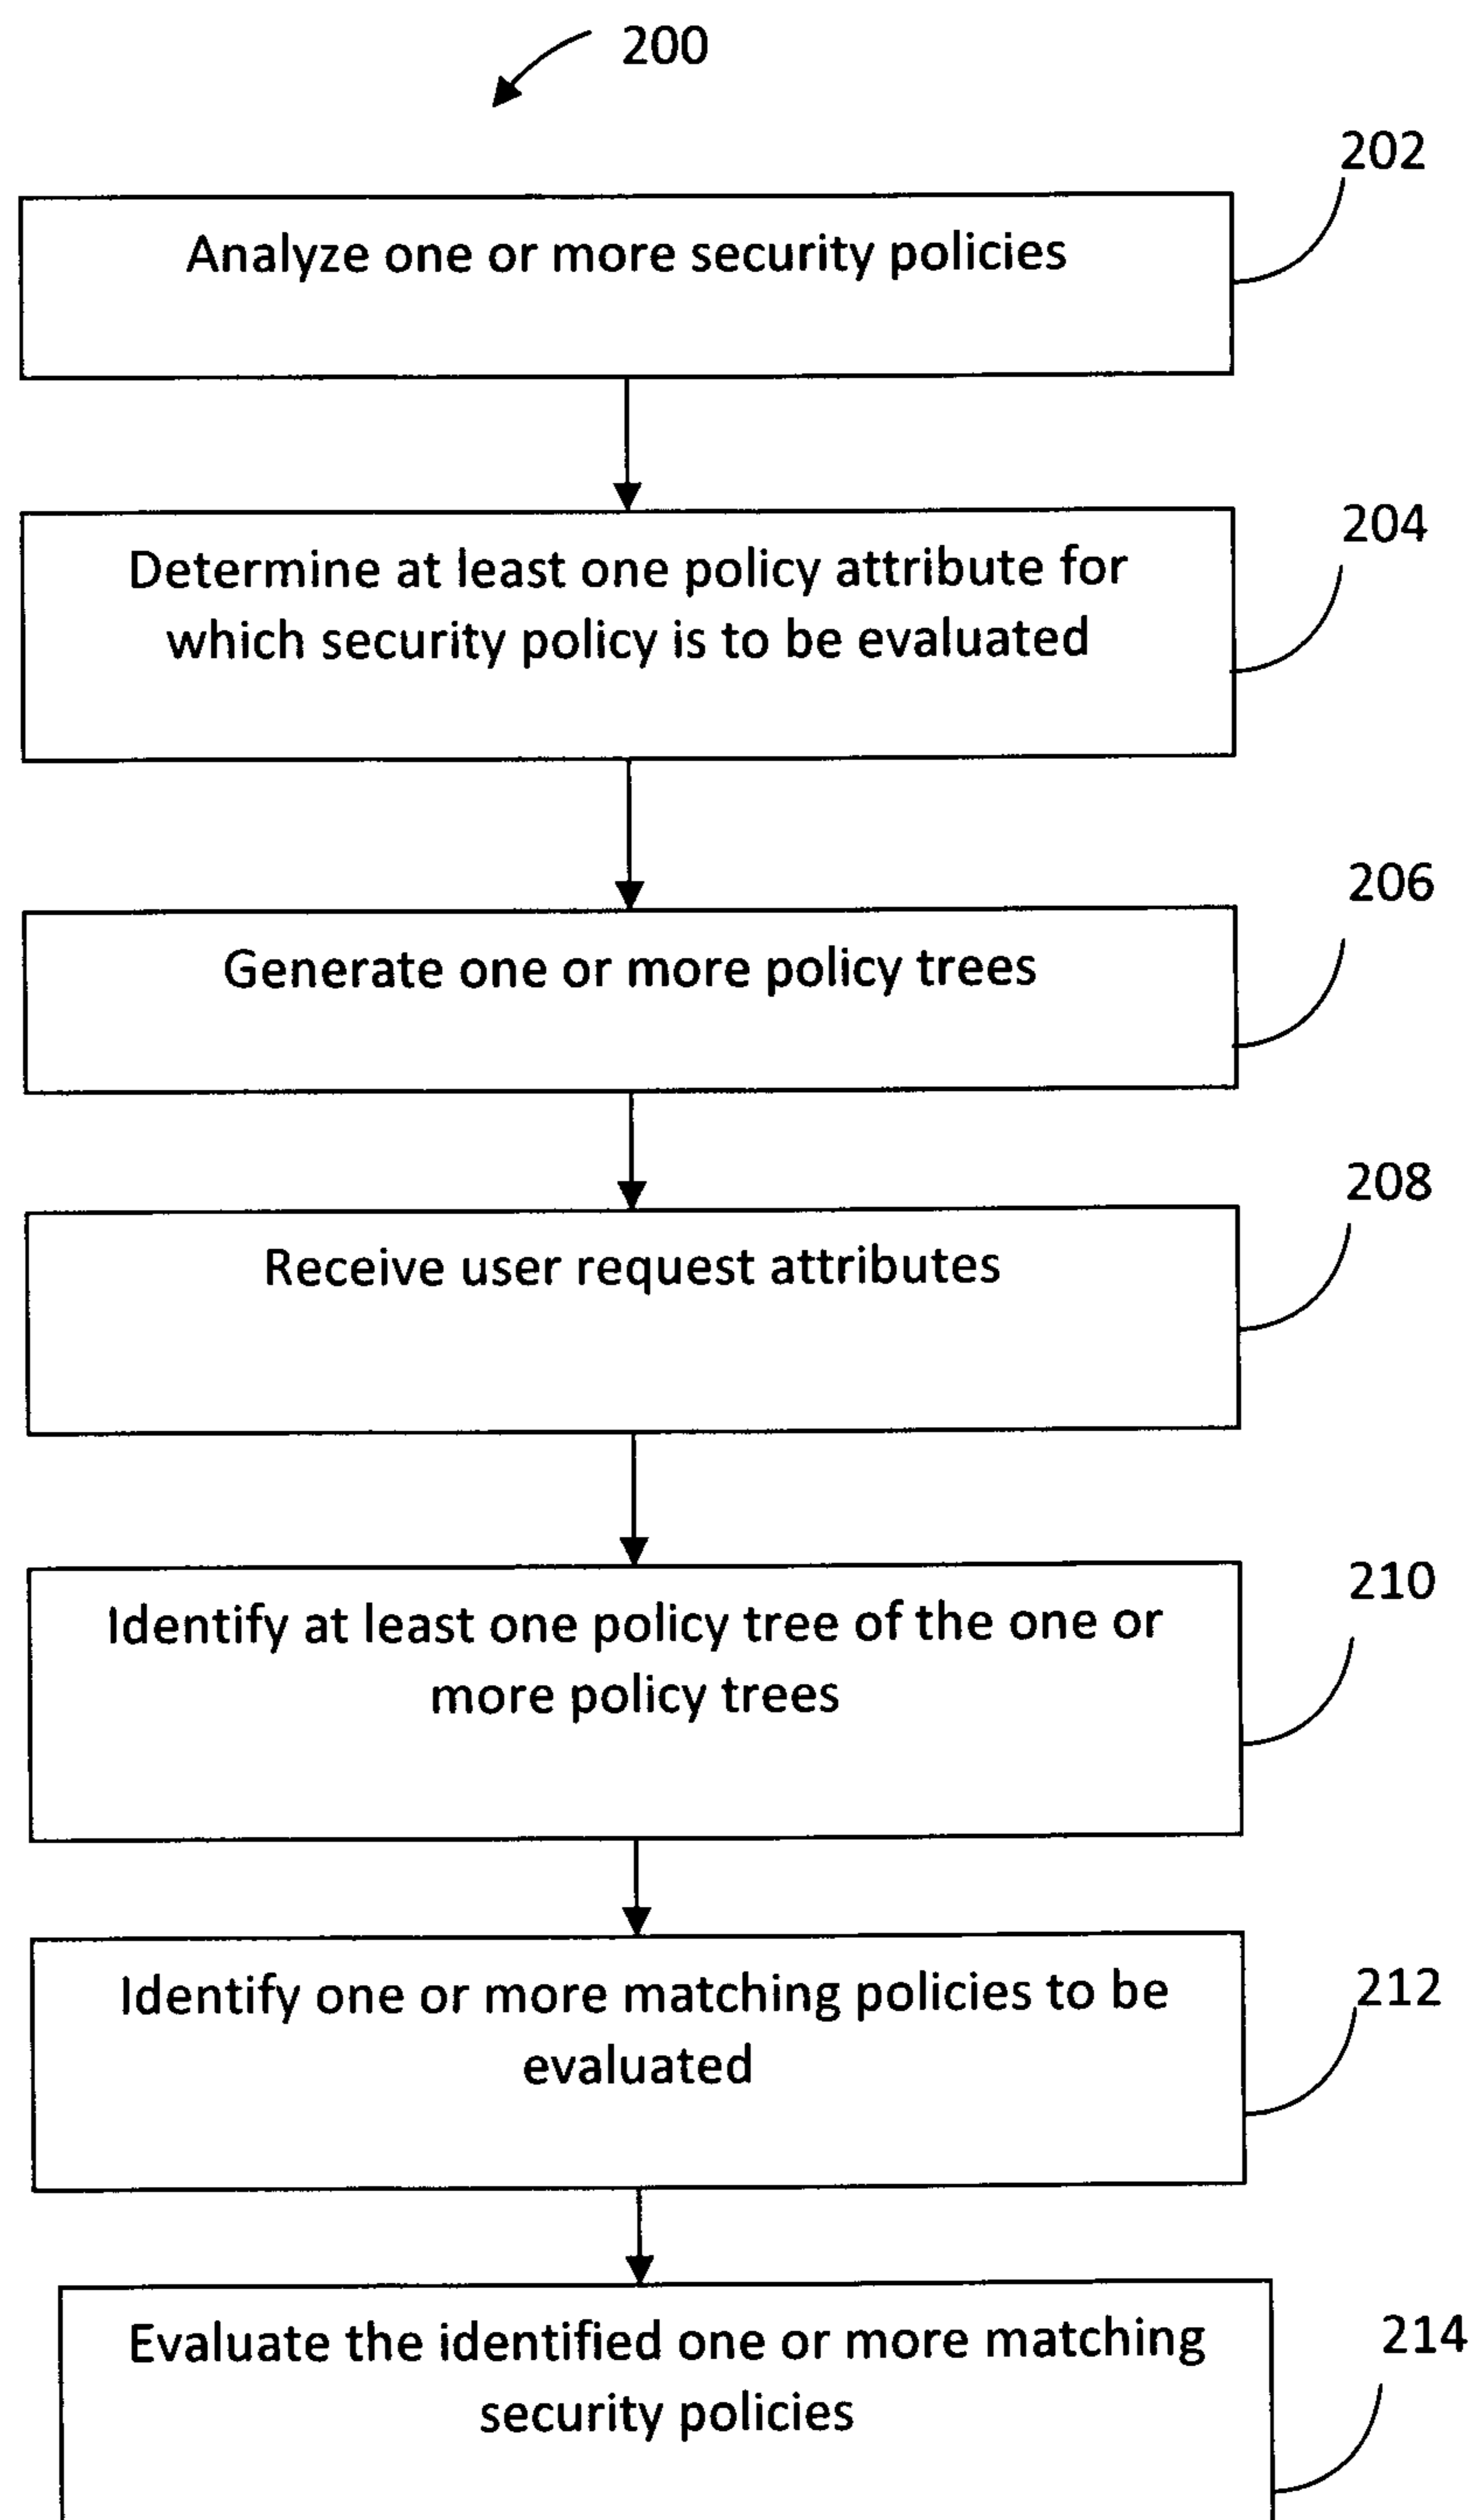 200
202
Analyze one or more security policies
204
Determine at least one policy attribute for
which security policy is to be evaluated
206
Generate one or more policy trees
208
Receive user request attributes
210
Identify at least one policy tree of the one or
more policy trees
212
Identify one or more matching policies to be
evaluated
214
Evaluate the identified one or more matching
security policies